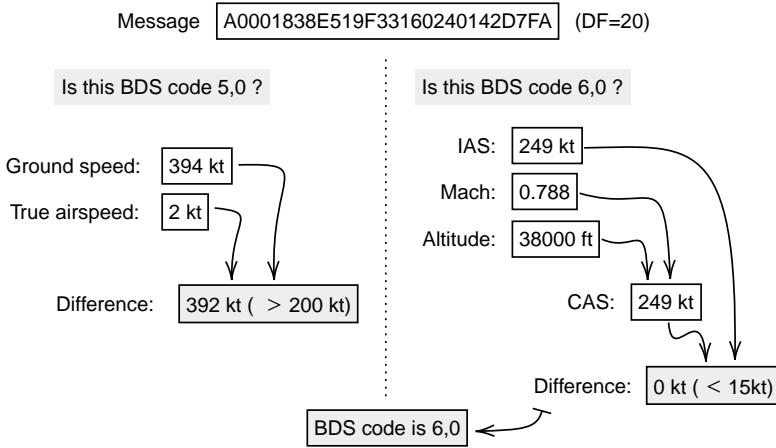 Message A0001838E519F33160240142D7FA (DF=20)
Is this BDS code 5,0 ?
Ground speed: 394 kt
True airspeed: 2 kt
Difference: 392 kt ( > 200 kt)
Is this BDS code 6,0 ?
IAS: 249 kt
Mach: 0.788
Altitude: 38000 ft
CAS: 249 kt
Difference: 0 kt ( < 15kt)
BDS code is 6,0